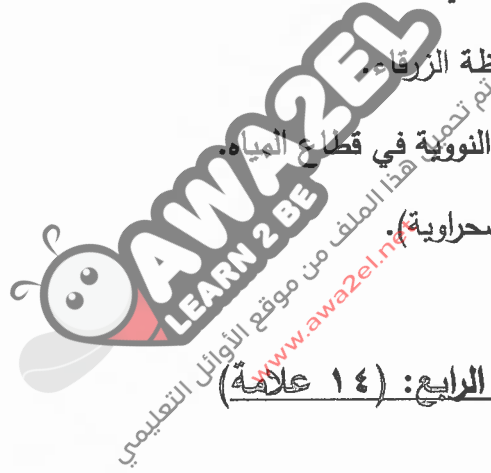 ظة الزرقاء.
النووية في قطاع المياه.
صحراوية).
الرابع: (١٤ علامة)
AWA2EL
LEARN 2 BE
تم تحميل هذا الملف من موقع الأوائل التعليمي
www.awa2el.net